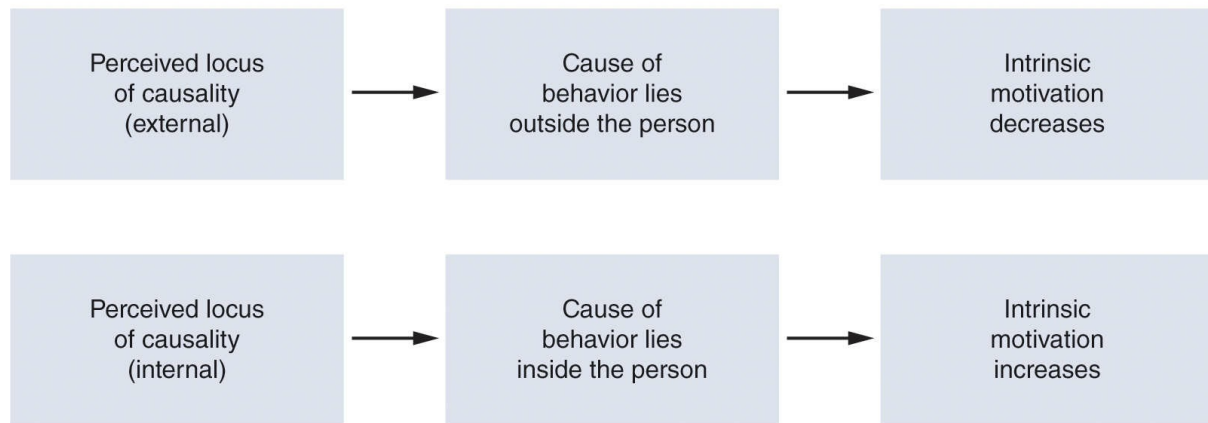 Perceived locus
of causality
(external)
Cause of
behavior lies
outside the person
Intrinsic
motivation
decreases
Perceived locus
of causality
(internal)
Cause of
behavior lies
inside the person
Intrinsic
motivation
increases